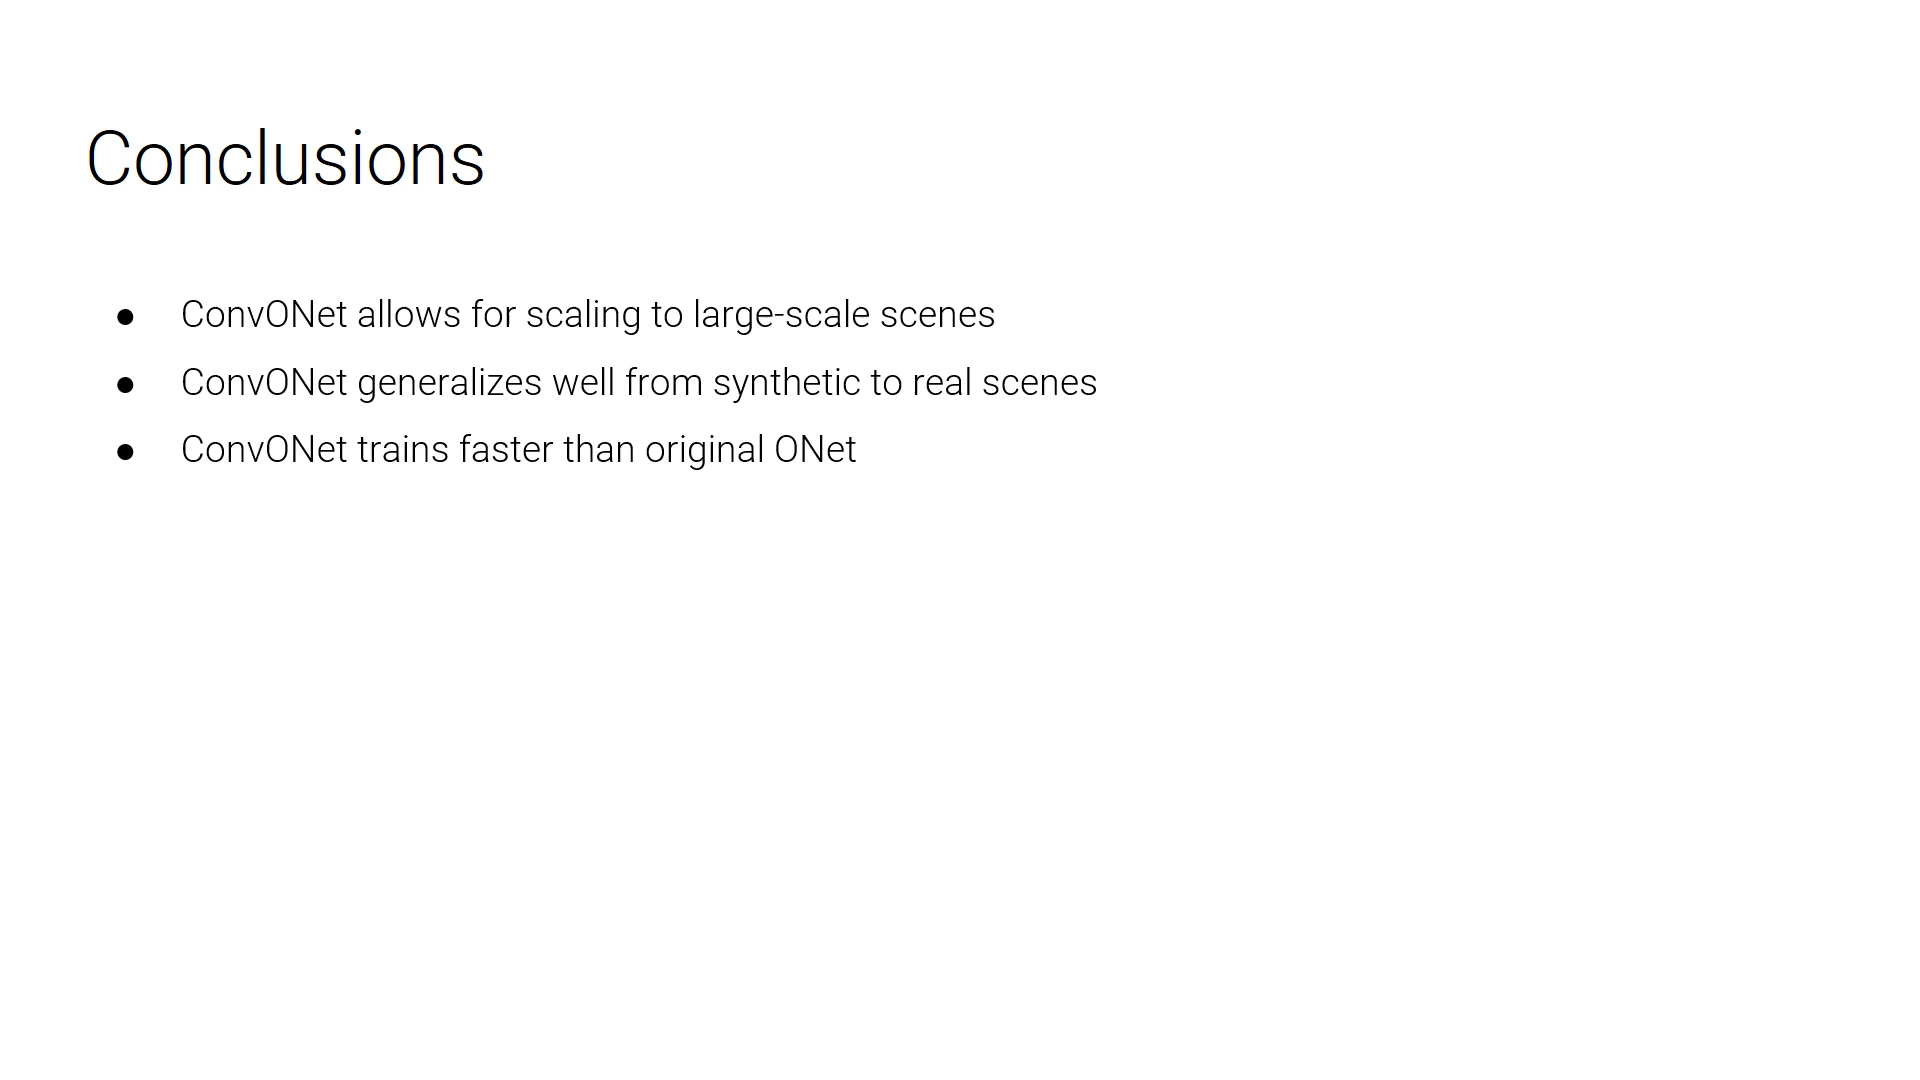 Conclusions
● ConvONet allows for scaling to large-scale scenes
● ConvONet generalizes well from synthetic to real scenes
● ConvONet trains faster than original ONet